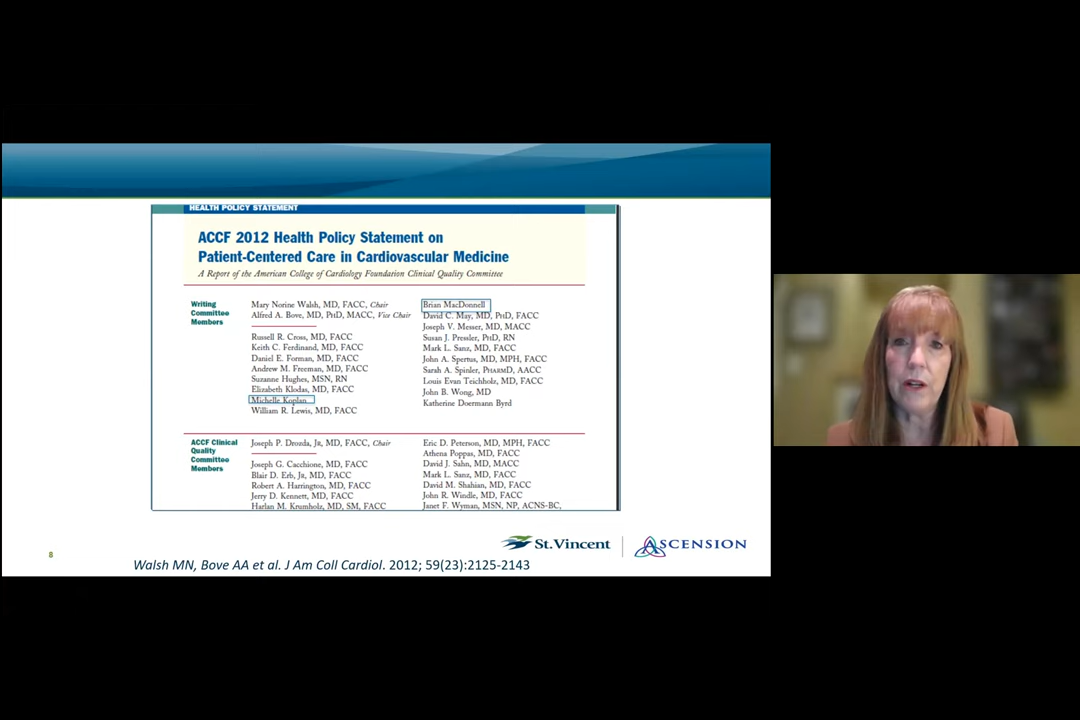 HEALTH POLICY STATEMENT
ACCF 2012 Health Policy Statement on
Patient-Centered Care in Cardiovascular Medicine
A Report of the American College of Cardiology Foundation Clinical Quality Committee
Writing
Committee
Members
Mary Norine Walsh, MD, FACC, Chair
Alfred A. Bove, MD, PHD, MACC, Vice Chair
Russell R. Cross, MD, FACC
Keith C. Ferdinand, MD, FACC
Daniel E. Forman, MD, FACC
Andrew M. Freeman, MD, FACC
Suzanne Hughes, MSN, RN
Elizabeth Klodas, MD, FACC
Michelle Koplan
William R. Lewis, MD, FACC
Brian MacDonnell
David C. May, MD, PHD, FACC
Joseph V. Messer, MD, MACC
Susan J. Pressler, PHD, RN
Mark L. Sanz, MD, FACC
John A. Spertus, MD, MPH, FACC
Sarah A. Spinler, PHARMD, AACC
Louis Evan Teichholz, MD, FACC
John B. Wong, MD
Katherine Doermann Byrd
ACCF Clinical
Quality
Committee
Members
Joseph P. Drozda, JR, MD, FACC, Chair
Joseph G. Cacchione, MD, FACC
Blair D. Erb, JR, MD, FACC
Robert A. Harrington, MD, FACC
Jerry D. Kennett, MD, FACC
Harlan M. Krumholz, MD, SM, FACC
Eric D. Peterson, MD, MPH, FACC
Athena Poppas, MD, FACC
David J. Sahn, MD, MACC
Mark L. Sanz, MD, FACC
David M. Shahian, MD, FACC
John R. Windle, MD, FACC
Janet F. Wyman, MSN, NP, ACNS-BC,
St.Vincent
ASCENSION
8
Walsh MN, Bove AA et al. J Am Coll Cardiol. 2012; 59(23):2125-2143